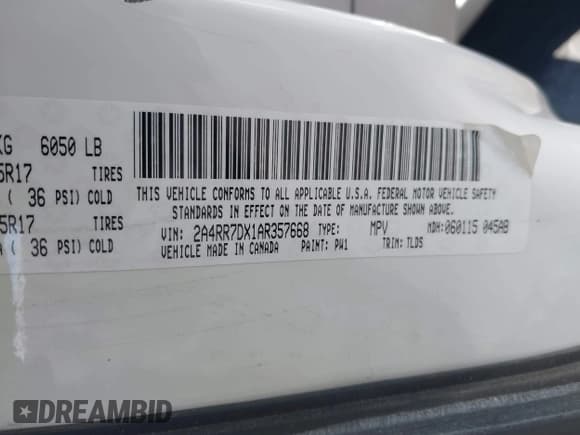 KG 6050 LB
5R17 TIRES
( 36 PSI) COLD
5R17 TIRES
( 36 PSI) COLD
THIS VEHICLE CONFORMS TO ALL APPLICABLE U.S.A. FEDERAL MOTOR VEHICLE SAFETY
STANDARDS IN EFFECT ON THE DATE OF MANUFACTURE SHOWN ABOVE.
VIN: 2A4RR7DX1AR357668 TYPE: MPV MDH: 060115 045AB
VEHICLE MADE IN CANADA PAINT: PW1 TRIM: TLDS
DREAMBID